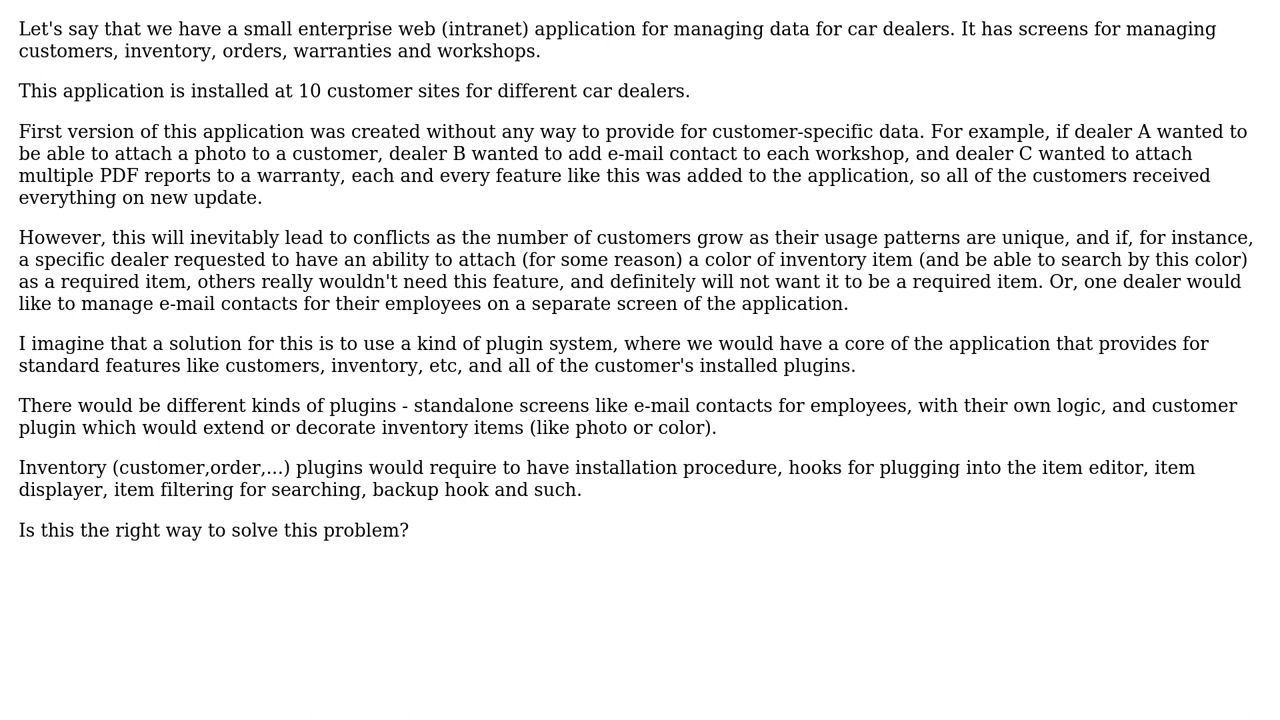 Let's say that we have a small enterprise web (intranet) application for managing data for car dealers. It has screens for managing
customers, inventory, orders, warranties and workshops.
This application is installed at 10 customer sites for different car dealers.
First version of this application was created without any way to provide for customer-specific data. For example, if dealer A wanted to
be able to attach a photo to a customer, dealer B wanted to add e-mail contact to each workshop, and dealer C wanted to attach
multiple PDF reports to a warranty, each and every feature like this was added to the application, so all of the customers received
everything on new update.
However, this will inevitably lead to conflicts as the number of customers grow as their usage patterns are unique, and if, for instance,
a specific dealer requested to have an ability to attach (for some reason) a color of inventory item (and be able to search by this color)
as a required item, others really wouldn't need this feature, and definitely will not want it to be a required item. Or, one dealer would
like to manage e-mail contacts for their employees on a separate screen of the application.
I imagine that a solution for this is to use a kind of plugin system, where we would have a core of the application that provides for
standard features like customers, inventory, etc, and all of the customer's installed plugins.
There would be different kinds of plugins - standalone screens like e-mail contacts for employees, with their own logic, and customer
plugin which would extend or decorate inventory items (like photo or color).
Inventory (customer,order,...) plugins would require to have installation procedure, hooks for plugging into the item editor, item
displayer, item filtering for searching, backup hook and such.
Is this the right way to solve this problem?